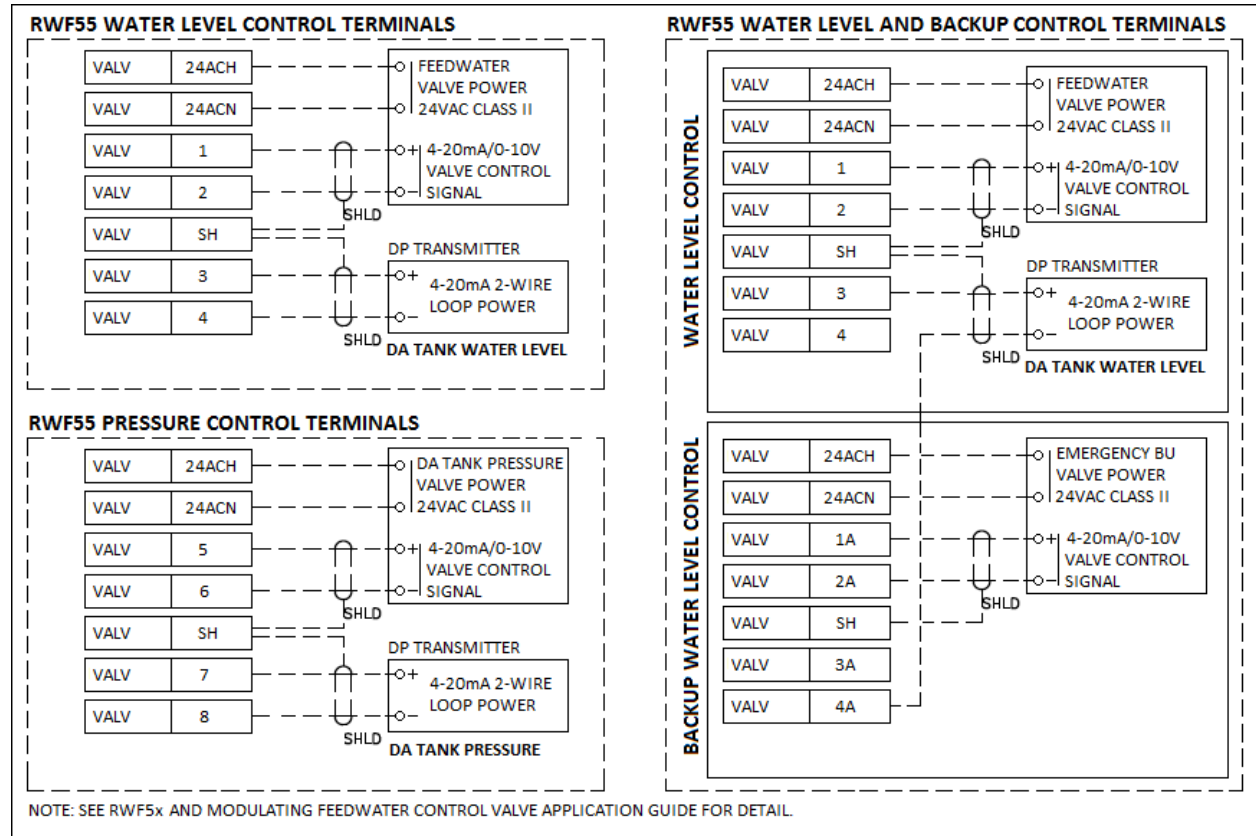 RWF55 WATER LEVEL CONTROL TERMINALS
VALV 24ACH
VALV 24ACN
VALV 1
VALV 2
VALV SH
VALV 3
VALV 4
FEEDWATER
VALVE POWER
24VAC CLASS II
+ 4-20mA/0-10V
VALVE CONTROL
- SIGNAL
SHLD
DP TRANSMITTER
+ 4-20mA 2-WIRE
- LOOP POWER
SHLD
DA TANK WATER LEVEL
RWF55 PRESSURE CONTROL TERMINALS
VALV 24ACH
VALV 24ACN
VALV 5
VALV 6
VALV SH
VALV 7
VALV 8
DA TANK PRESSURE
VALVE POWER
24VAC CLASS II
+ 4-20mA/0-10V
VALVE CONTROL
- SIGNAL
SHLD
DP TRANSMITTER
+ 4-20mA 2-WIRE
- LOOP POWER
SHLD
DA TANK PRESSURE
RWF55 WATER LEVEL AND BACKUP CONTROL TERMINALS
WATER LEVEL CONTROL
VALV 24ACH
VALV 24ACN
VALV 1
VALV 2
VALV SH
VALV 3
VALV 4
FEEDWATER
VALVE POWER
24VAC CLASS II
+ 4-20mA/0-10V
VALVE CONTROL
- SIGNAL
SHLD
DP TRANSMITTER
+ 4-20mA 2-WIRE
- LOOP POWER
SHLD
DA TANK WATER LEVEL
BACKUP WATER LEVEL CONTROL
VALV 24ACH
VALV 24ACN
VALV 1A
VALV 2A
VALV SH
VALV 3A
VALV 4A
EMERGENCY BU
VALVE POWER
24VAC CLASS II
+ 4-20mA/0-10V
VALVE CONTROL
- SIGNAL
SHLD
NOTE: SEE RWF5x AND MODULATING FEEDWATER CONTROL VALVE APPLICATION GUIDE FOR DETAIL.